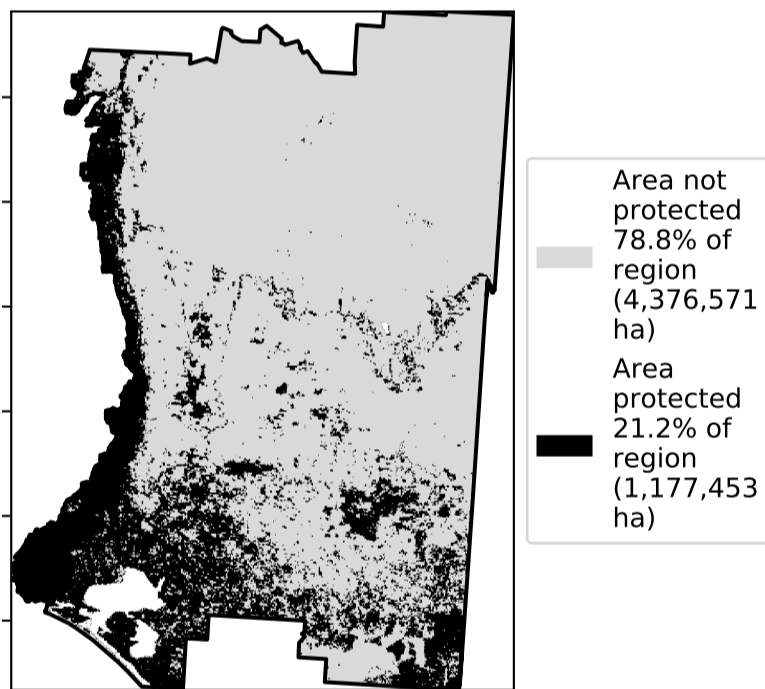 Area not
protected
78.8% of
region
(4,376,571
ha)
Area
protected
21.2% of
region
(1,177,453
ha)